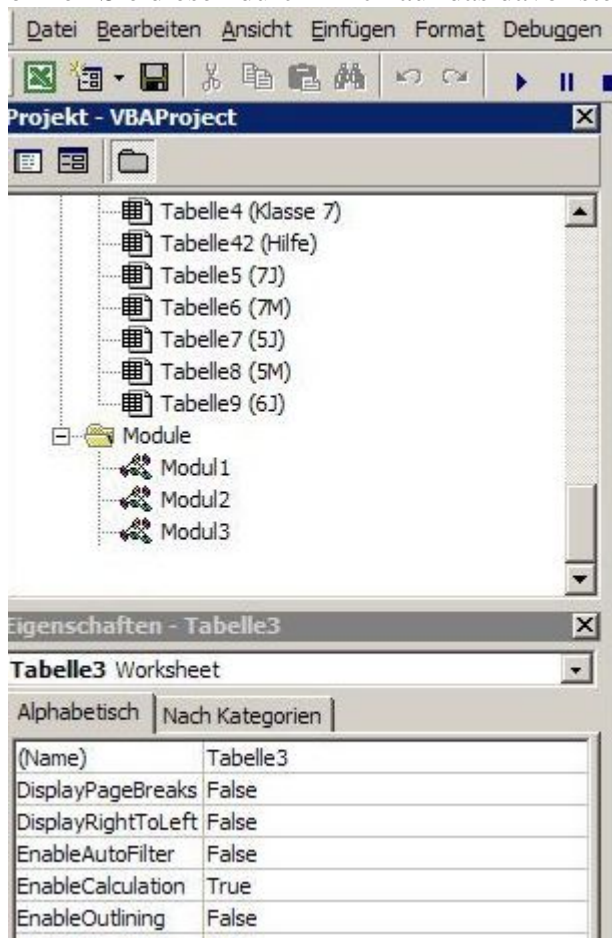 Datei Bearbeiten Ansicht Einfügen Format Debuggen
Projekt - VBAProject
Tabelle4 (Klasse 7)
Tabelle42 (Hilfe)
Tabelle5 (7J)
Tabelle6 (7M)
Tabelle7 (5J)
Tabelle8 (5M)
Tabelle9 (6J)
Module
Modul1
Modul2
Modul3
Eigenschaften - Tabelle3
Tabelle3 Worksheet
Alphabetisch Nach Kategorien
(Name) Tabelle3
DisplayPageBreaks False
DisplayRightToLeft False
EnableAutoFilter False
EnableCalculation True
EnableOutlining False